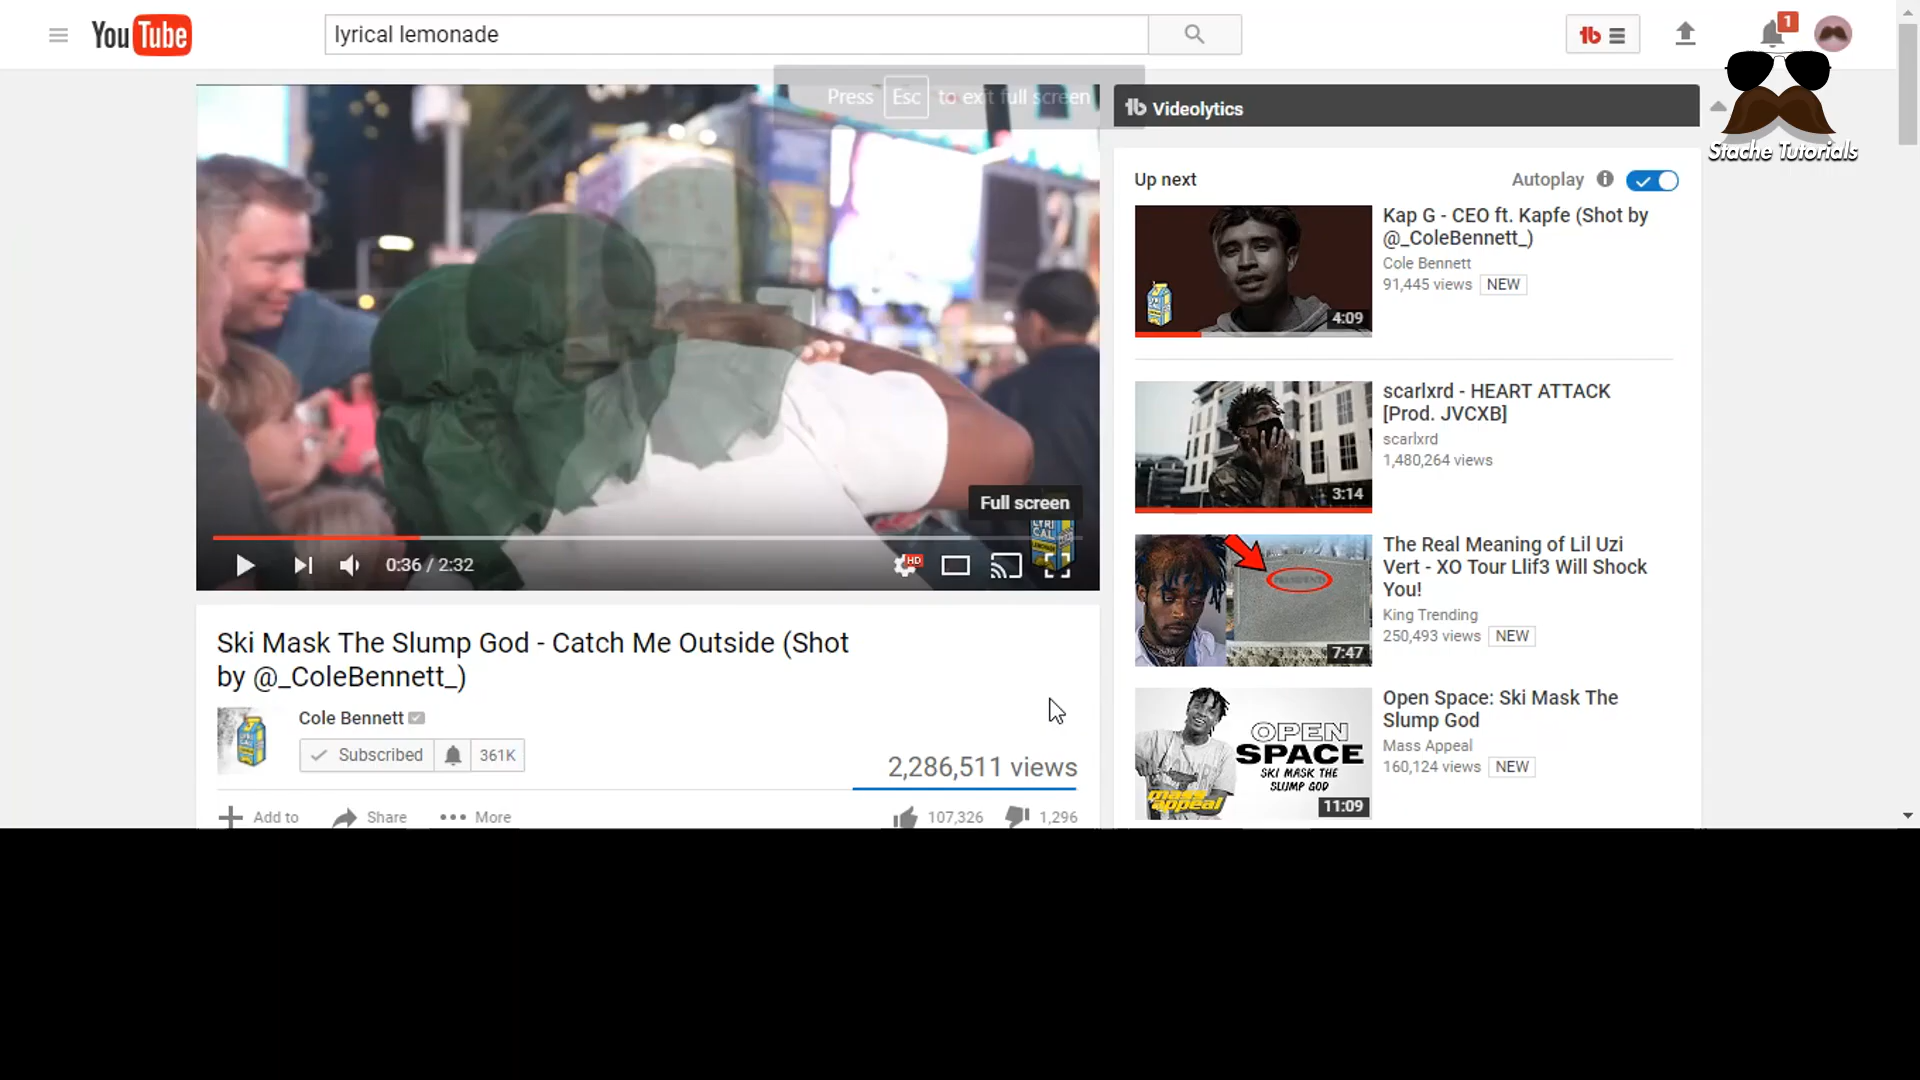 YouTube
lyrical lemonade
1
Stache Tutorials
Press Esc to exit full screen
Full screen
LYRICAL
0:36 / 2:32
HD
Ski Mask The Slump God - Catch Me Outside (Shot
by @_ColeBennett_)
Cole Bennett
Subscribed
361K
2,286,511 views
Add to
Share
More
107,326
1,296
Videolytics
Up next
Autoplay
Kap G - CEO ft. Kapfe (Shot by
@_ColeBennett_)
Cole Bennett
91,445 views NEW
4:09
scarlxrd - HEART ATTACK
[Prod. JVCXB]
scarlxrd
1,480,264 views
3:14
The Real Meaning of Lil Uzi
Vert - XO Tour Llif3 Will Shock
You!
King Trending
250,493 views NEW
7:47
Open Space: Ski Mask The
Slump God
Mass Appeal
160,124 views NEW
OPEN
SPACE
SKI MASK THE
SLUMP GOD
mass appeal
11:09